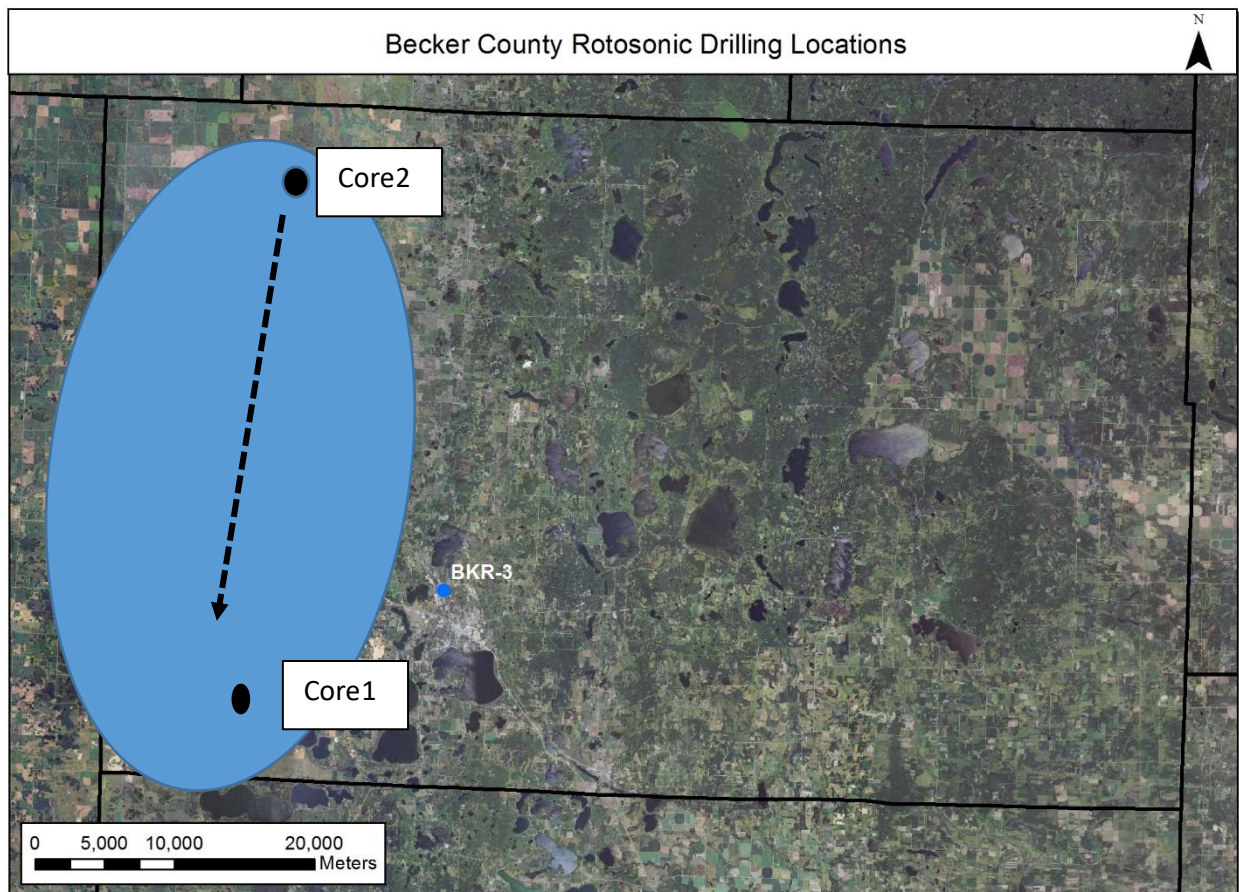 Becker County Rotosonic Drilling Locations
N
Core2
BKR-3
Core1
0 5,000 10,000 20,000
Meters